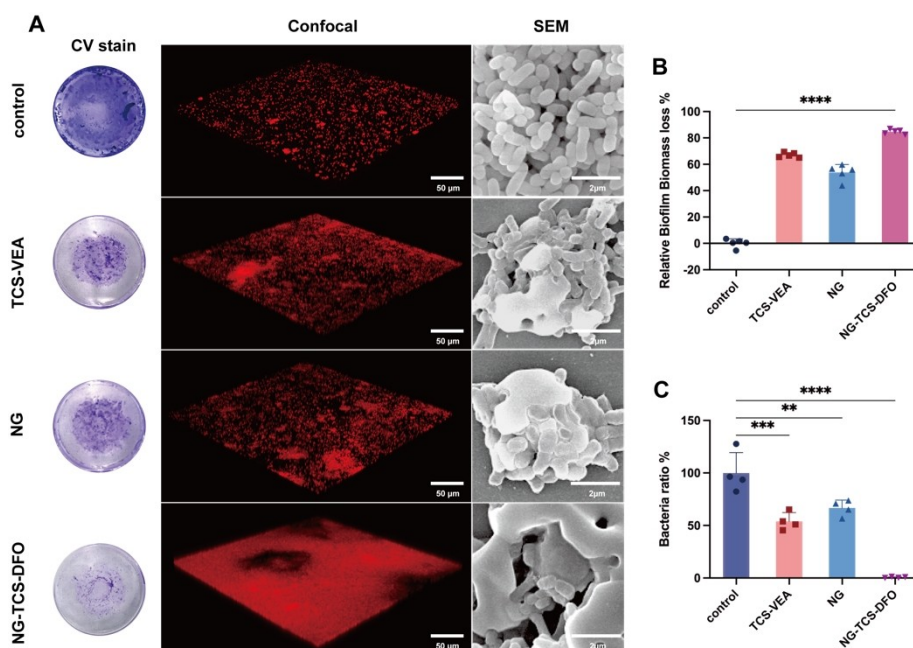 A
CV stain
Confocal
SEM
control
50 µm
2µm
TCS-VEA
50 µm
2µm
NG
50 µm
2µm
NG-TCS-DFO
50 µm
2µm
B
Relative Biofilm Biomass loss %
100
80
60
40
20
0
-20
****
control
TCS-VEA
NG
NG-TCS-DFO
C
Bacteria ratio %
150
100
50
0
****
**
***
control
TCS-VEA
NG
NG-TCS-DFO